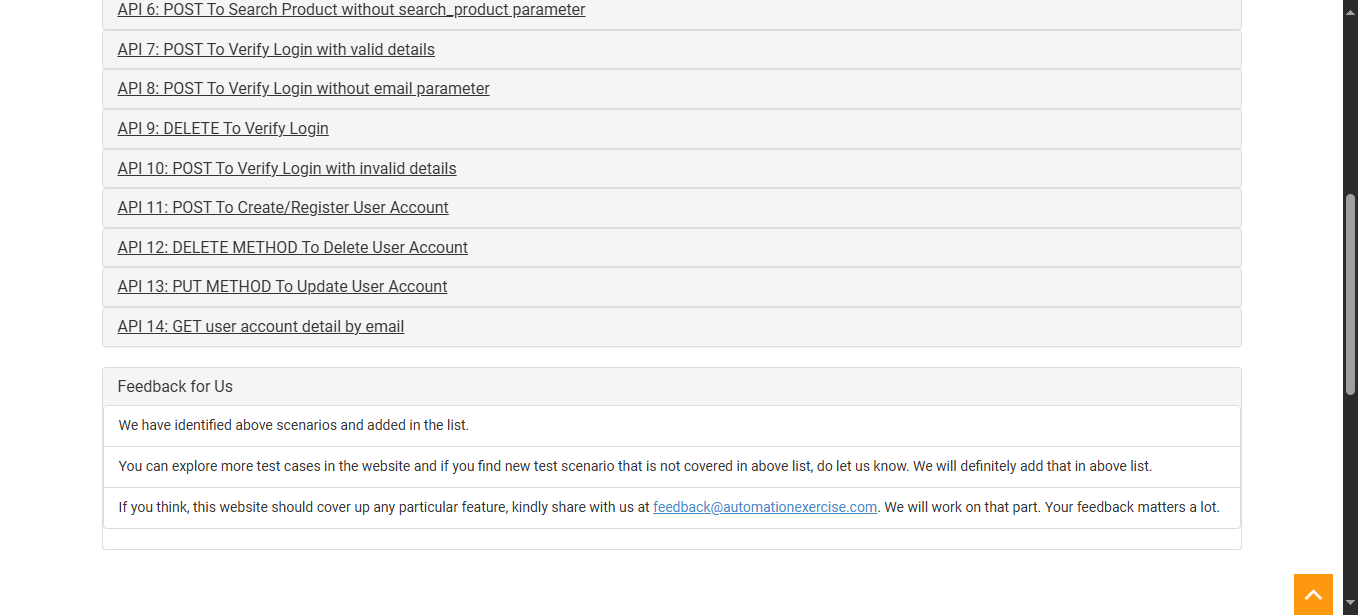 API 6: POST To Search Product without search_product parameter
API 7: POST To Verify Login with valid details
API 8: POST To Verify Login without email parameter
API 9: DELETE To Verify Login
API 10: POST To Verify Login with invalid details
API 11: POST To Create/Register User Account
API 12: DELETE METHOD To Delete User Account
API 13: PUT METHOD To Update User Account
API 14: GET user account detail by email
Feedback for Us
We have identified above scenarios and added in the list.
You can explore more test cases in the website and if you find new test scenario that is not covered in above list, do let us know. We will definitely add that in above list.
If you think, this website should cover up any particular feature, kindly share with us at feedback@automationexercise.com. We will work on that part. Your feedback matters a lot.